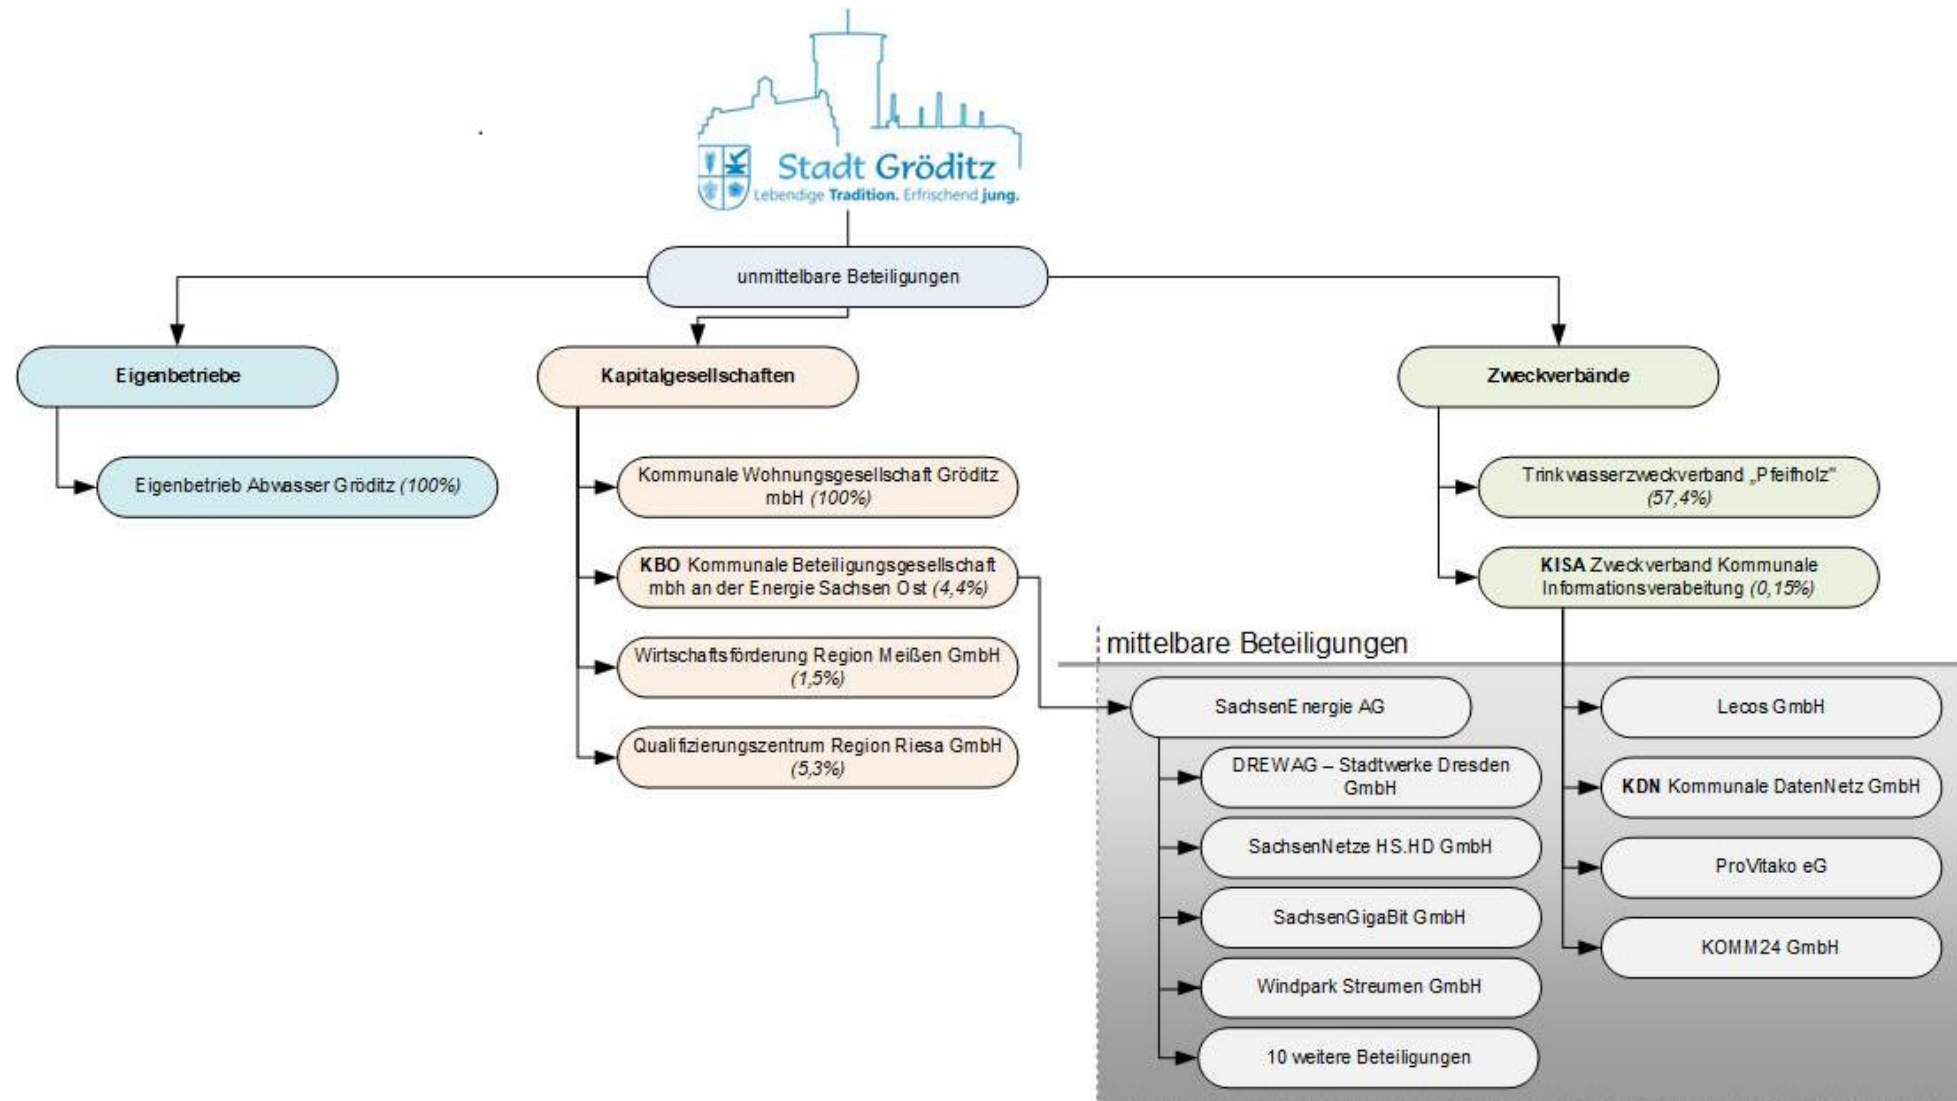 Stadt Gröditz
Lebendige Tradition. Erfrischend jung.
unmittelbare Beteiligungen
Eigenbetriebe
Eigenbetrieb Abwasser Gröditz (100%)
Kapitalgesellschaften
Kommunale Wohnungsgesellschaft Gröditz
mbH (100%)
KBO Kommunale Beteiligungsgesellschaft
mbh an der Energie Sachsen Ost (4,4%)
Wirtschaftsförderung Region Meißen GmbH
(1,5%)
Qualifizierungszentrum Region Riesa GmbH
(5,3%)
Zweckverbände
Trinkwasserzweckverband „Pfeifholz"
(57,4%)
KISA Zweckverband Kommunale
Informationsverabeitung (0,15%)
mittelbare Beteiligungen
SachsenEnergie AG
DREWAG – Stadtwerke Dresden
GmbH
SachsenNetze HS.HD GmbH
SachsenGigaBit GmbH
Windpark Streumen GmbH
10 weitere Beteiligungen
Lecos GmbH
KDN Kommunale DatenNetz GmbH
ProVitako eG
KOMM24 GmbH